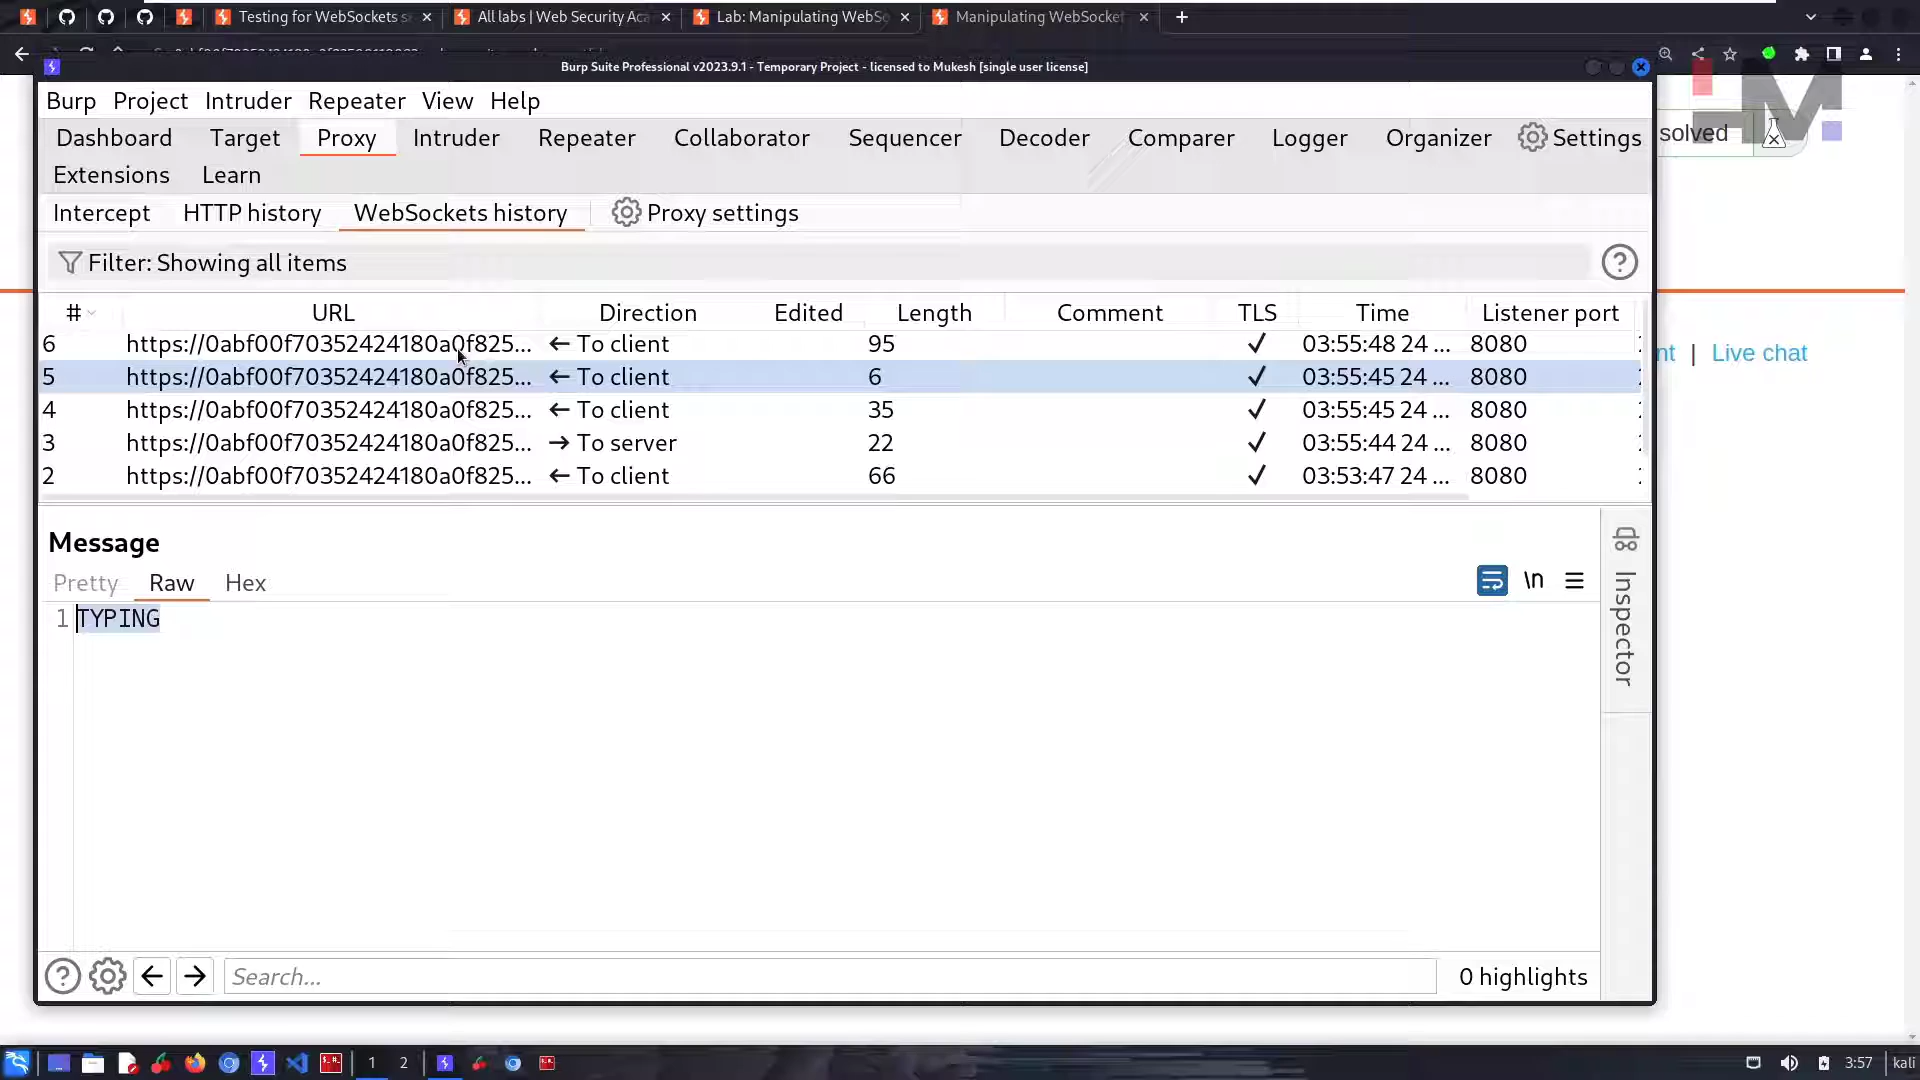 Testing for WebSockets s
All labs | Web Security Aca
Lab: Manipulating WebSo
Manipulating WebSocket
Burp Suite Professional v2023.9.1 - Temporary Project - licensed to Mukesh [single user license]
Burp Project Intruder Repeater View Help
Dashboard Target Proxy Intruder Repeater Collaborator Sequencer Decoder Comparer Logger Organizer Settings
solved
Extensions Learn
Intercept HTTP history WebSockets history Proxy settings
Filter: Showing all items
# URL Direction Edited Length Comment TLS Time Listener port
6 https://0abf00f70352424180a0f825... ← To client 95 ✓ 03:55:48 24 ... 8080
nt | Live chat
5 https://0abf00f70352424180a0f825... ← To client 6 ✓ 03:55:45 24 ... 8080
4 https://0abf00f70352424180a0f825... ← To client 35 ✓ 03:55:45 24 ... 8080
3 https://0abf00f70352424180a0f825... → To server 22 ✓ 03:55:44 24 ... 8080
2 https://0abf00f70352424180a0f825... ← To client 66 ✓ 03:53:47 24 ... 8080
Message
Pretty Raw Hex
\n
Inspector
1 TYPING
Search...
0 highlights
1 2
3:57
kali